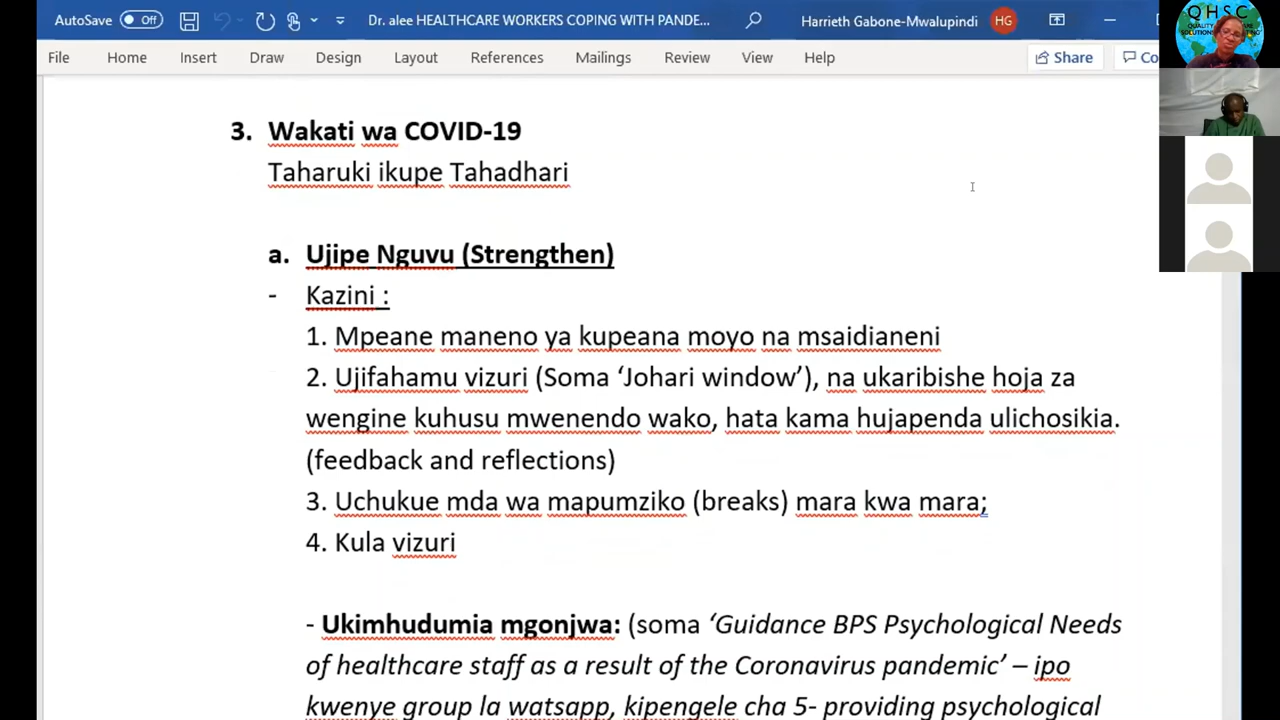 AutoSave Off Dr. alee HEALTHCARE WORKERS COPING WITH PANDE... Harrieth Gabone-Mwalupindi HG
File Home Insert Draw Design Layout References Mailings Review View Help Share Co
QHSC
3. Wakati wa COVID-19
Taharuki ikupe Tahadhari
a. Ujipe Nguvu (Strengthen)
- Kazini :
1. Mpeane maneno ya kupeana moyo na msaidianeni
2. Ujifahamu vizuri (Soma ‘Johari window’), na ukaribishe hoja za
wengine kuhusu mwenendo wako, hata kama hujapenda ulichosikia.
(feedback and reflections)
3. Uchukue mda wa mapumziko (breaks) mara kwa mara;
4. Kula vizuri
- Ukimhudumia mgonjwa: (soma ‘Guidance BPS Psychological Needs
of healthcare staff as a result of the Coronavirus pandemic’ – ipo
kwenye group la watsapp, kipengele cha 5- providing psychological